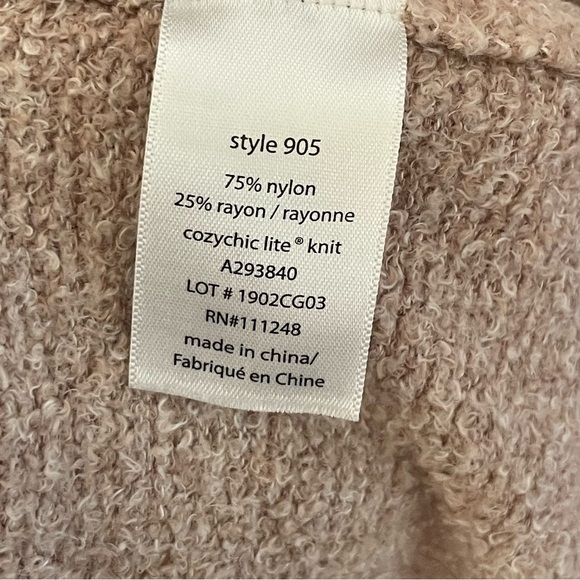 style 905
75% nylon
25% rayon / rayonne
cozychic lite® knit
A293840
LOT # 1902CG03
RN#111248
made in china/
Fabriqué en Chine